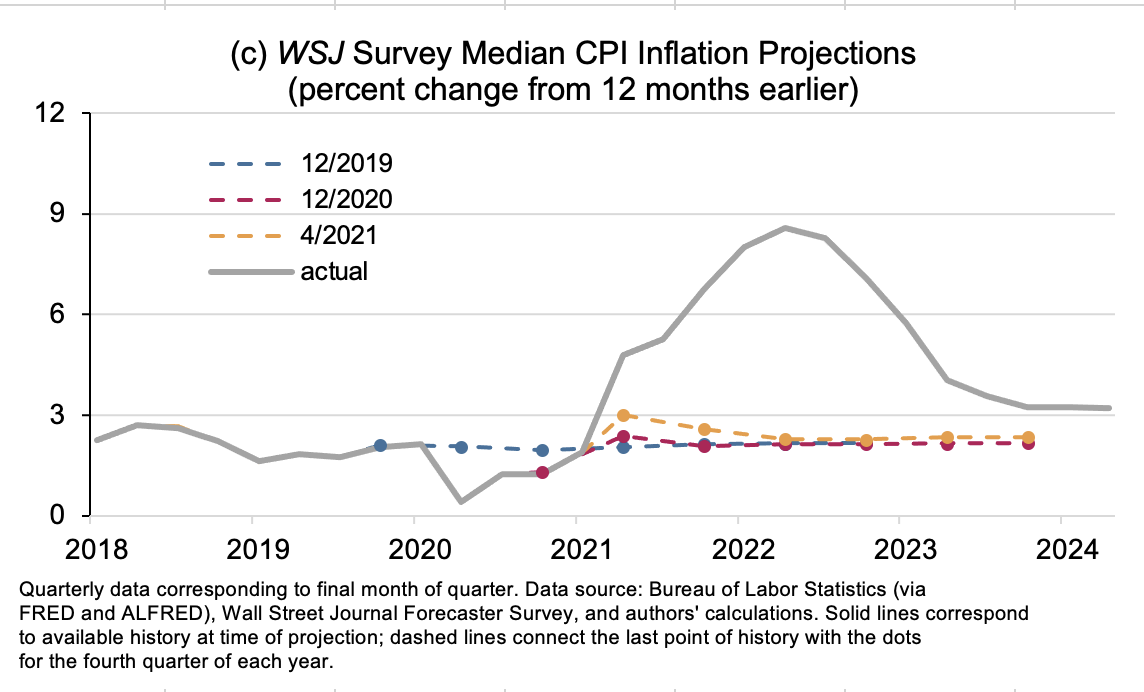 (c) WSJ Survey Median CPI Inflation Projections
(percent change from 12 months earlier)
12
12/2019
12/2020
9
4/2021
actual
6
3
0
2018 2019 2020 2021 2022 2023 2024
Quarterly data corresponding to final month of quarter. Data source: Bureau of Labor Statistics (via
FRED and ALFRED), Wall Street Journal Forecaster Survey, and authors' calculations. Solid lines correspond
to available history at time of projection; dashed lines connect the last point of history with the dots
for the fourth quarter of each year.